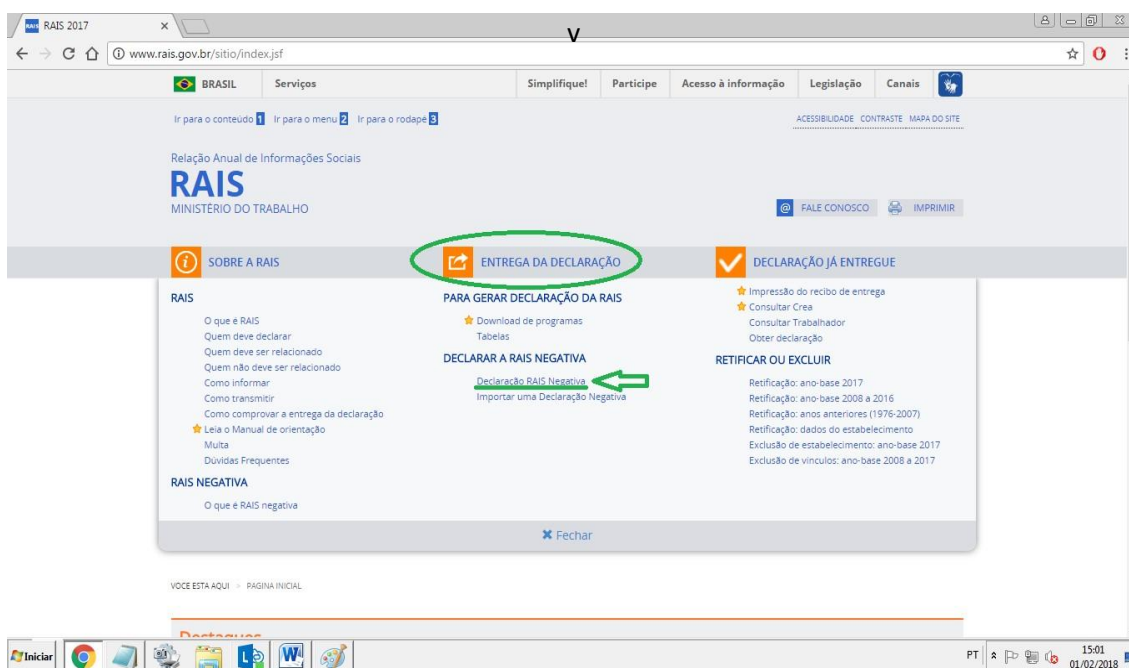 RAIS 2017
V
www.rais.gov.br/sitio/index.jsf
BRASIL Serviços Simplifique! Participe Acesso à informação Legislação Canais
Ir para o conteúdo 1 Ir para o menu 2 Ir para o rodapé 3 ACESSIBILIDADE CONTRASTE MAPA DO SITE
Relação Anual de Informações Sociais
RAIS
MINISTÉRIO DO TRABALHO
@ FALE CONOSCO IMPRIMIR
SOBRE A RAIS ENTREGA DA DECLARAÇÃO DECLARAÇÃO JÁ ENTREGUE
RAIS
O que é RAIS
Quem deve declarar
Quem deve ser relacionado
Quem não deve ser relacionado
Como informar
Como transmitir
Como comprovar a entrega da declaração
Leia o Manual de orientação
Multa
Dúvidas Frequentes
RAIS NEGATIVA
O que é RAIS negativa
PARA GERAR DECLARAÇÃO DA RAIS
Download de programas
Tabelas
DECLARAR A RAIS NEGATIVA
Declaração RAIS Negativa
Importar uma Declaração Negativa
Impressão do recibo de entrega
Consultar Crea
Consultar Trabalhador
Obter declaração
RETIFICAR OU EXCLUIR
Retificação: ano-base 2017
Retificação: ano-base 2008 a 2016
Retificação: anos anteriores (1976-2007)
Retificação: dados do estabelecimento
Exclusão de estabelecimento: ano-base 2017
Exclusão de vínculos: ano-base 2008 a 2017
Fechar
VOCÊ ESTA AQUI > PAGINA INICIAL
Destaques
Iniciar PT 15:01
01/02/2018